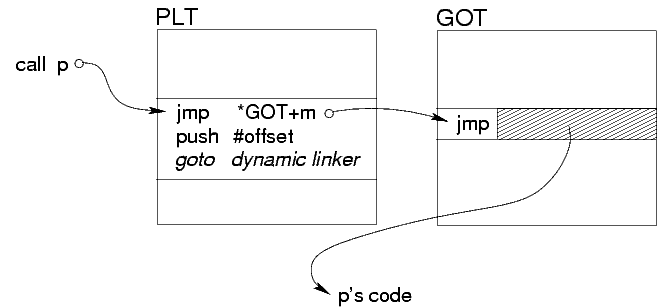 PLT
GOT
call p
jmp *GOT+m
push #offset
goto dynamic linker
jmp
p's code